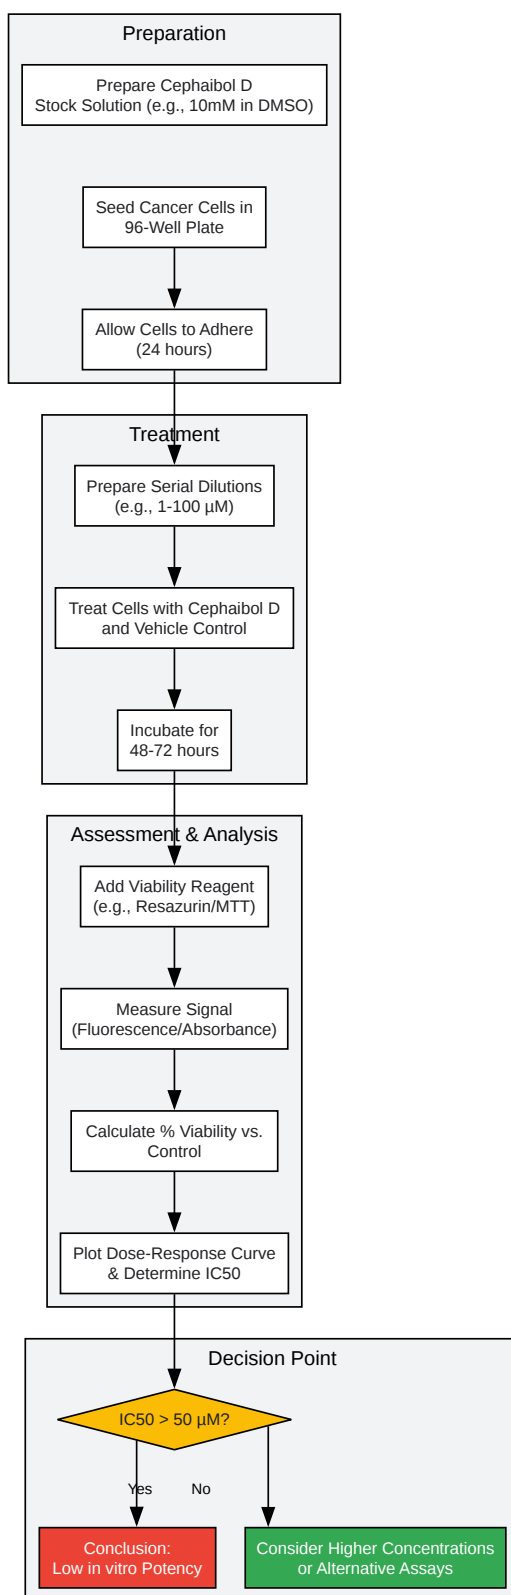 Preparation
Prepare Cephaibol D
Stock Solution (e.g., 10mM in DMSO)
Seed Cancer Cells in
96-Well Plate
Allow Cells to Adhere
(24 hours)
Treatment
Prepare Serial Dilutions
(e.g., 1-100 µM)
Treat Cells with Cephaibol D
and Vehicle Control
Incubate for
48-72 hours
Assessment & Analysis
Add Viability Reagent
(e.g., Resazurin/MTT)
Measure Signal
(Fluorescence/Absorbance)
Calculate % Viability vs.
Control
Plot Dose-Response Curve
& Determine IC50
Decision Point
IC50 > 50 µM?
Yes
No
Conclusion:
Low in vitro Potency
Consider Higher Concentrations
or Alternative Assays